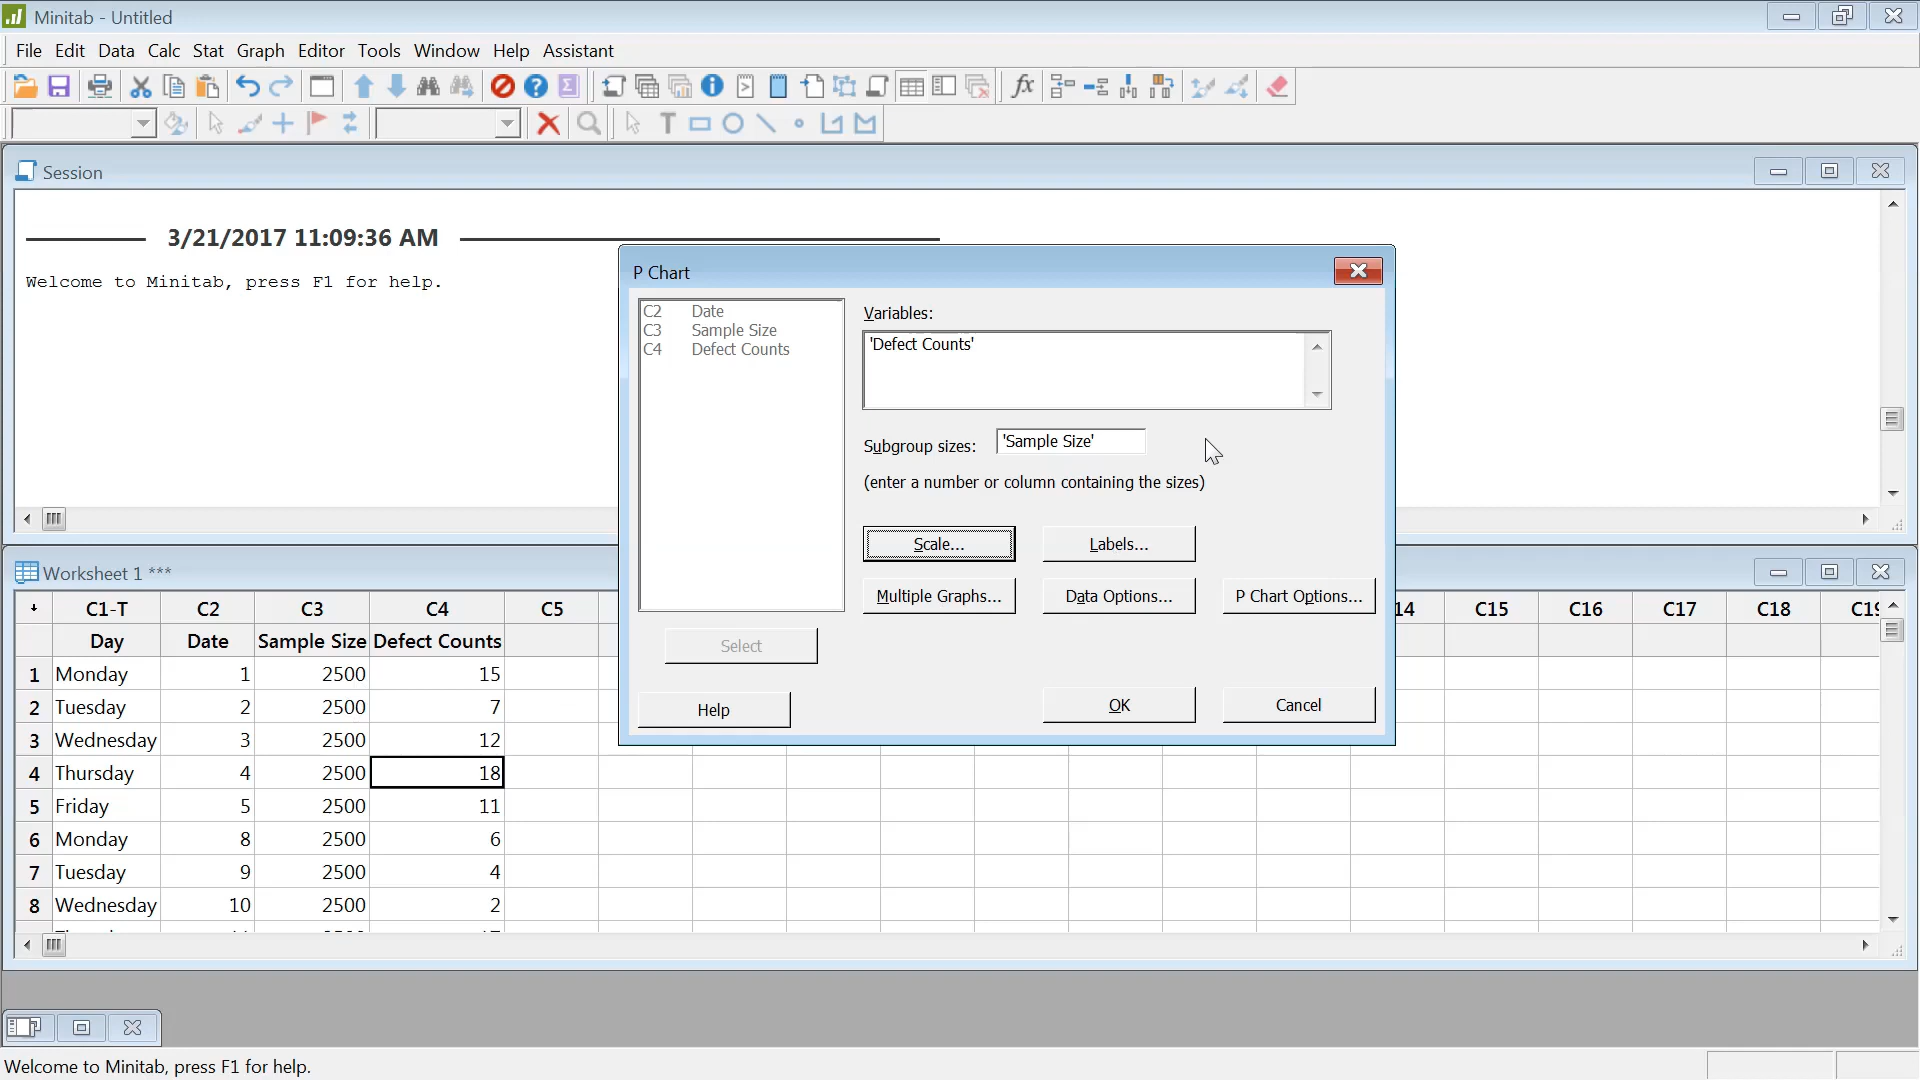 Minitab - Untitled
File Edit Data Calc Stat Graph Editor Tools Window Help Assistant
Session
3/21/2017 11:09:36 AM
Welcome to Minitab, press F1 for help.
P Chart
C2 Date
C3 Sample Size
C4 Defect Counts
Variables:
'Defect Counts'
Subgroup sizes: 'Sample Size'
(enter a number or column containing the sizes)
Scale... Labels...
Multiple Graphs... Data Options... P Chart Options...
Select
Help OK Cancel
Worksheet 1 ***
C1-T C2 C3 C4 C5 14 C15 C16 C17 C18 C19
Day Date Sample Size Defect Counts
1 Monday 1 2500 15
2 Tuesday 2 2500 7
3 Wednesday 3 2500 12
4 Thursday 4 2500 18
5 Friday 5 2500 11
6 Monday 8 2500 6
7 Tuesday 9 2500 4
8 Wednesday 10 2500 2
Welcome to Minitab, press F1 for help.